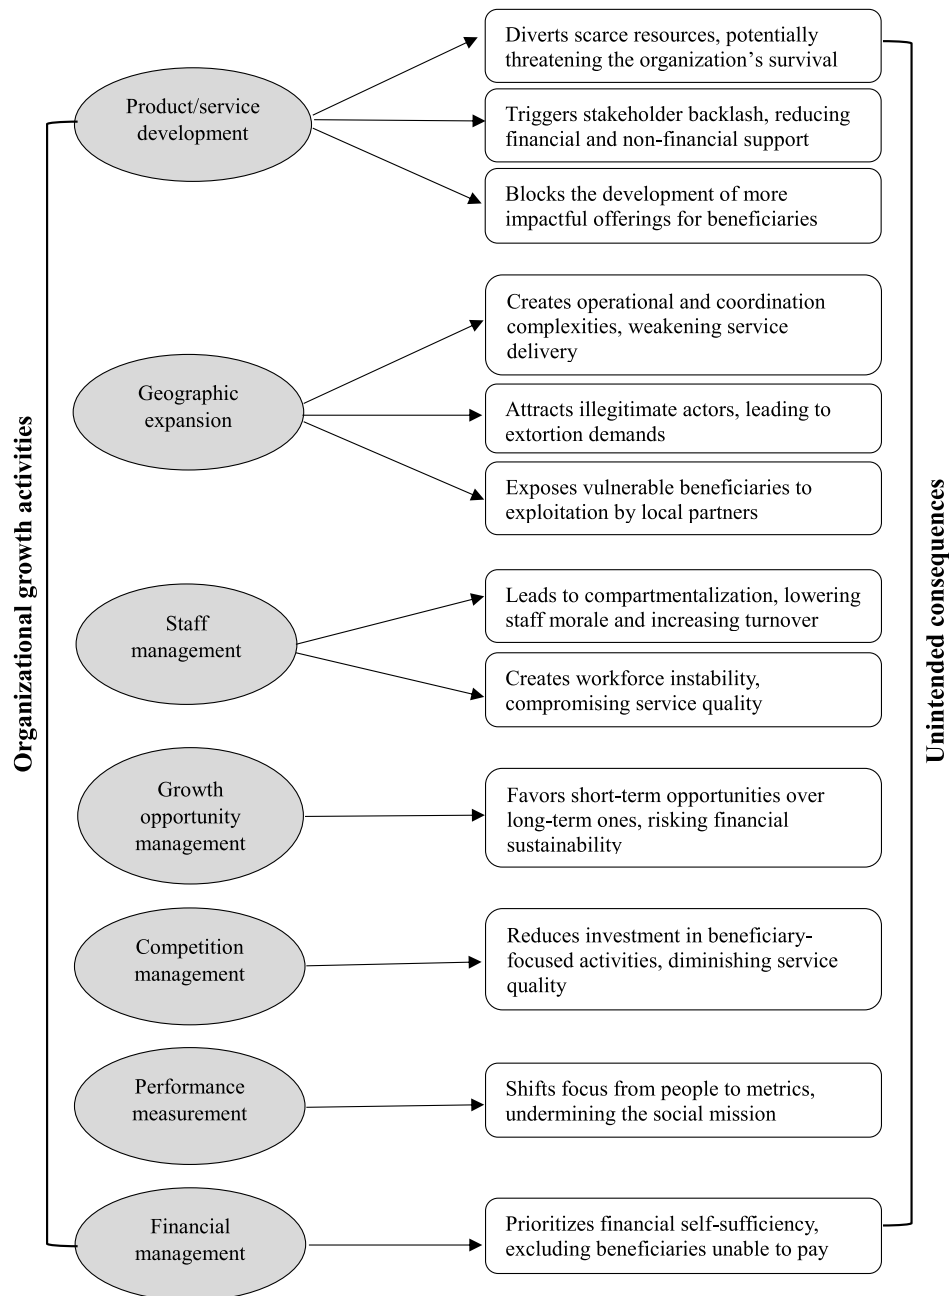 Organizational growth activities
Product/service
development
Diverts scarce resources, potentially
threatening the organization’s survival
Triggers stakeholder backlash, reducing
financial and non-financial support
Blocks the development of more
impactful offerings for beneficiaries
Geographic
expansion
Creates operational and coordination
complexities, weakening service
delivery
Attracts illegitimate actors, leading to
extortion demands
Exposes vulnerable beneficiaries to
exploitation by local partners
Staff
management
Leads to compartmentalization, lowering
staff morale and increasing turnover
Creates workforce instability,
compromising service quality
Growth
opportunity
management
Favors short-term opportunities over
long-term ones, risking financial
sustainability
Competition
management
Reduces investment in beneficiary-
focused activities, diminishing service
quality
Performance
measurement
Shifts focus from people to metrics,
undermining the social mission
Financial
management
Prioritizes financial self-sufficiency,
excluding beneficiaries unable to pay
Unintended consequences